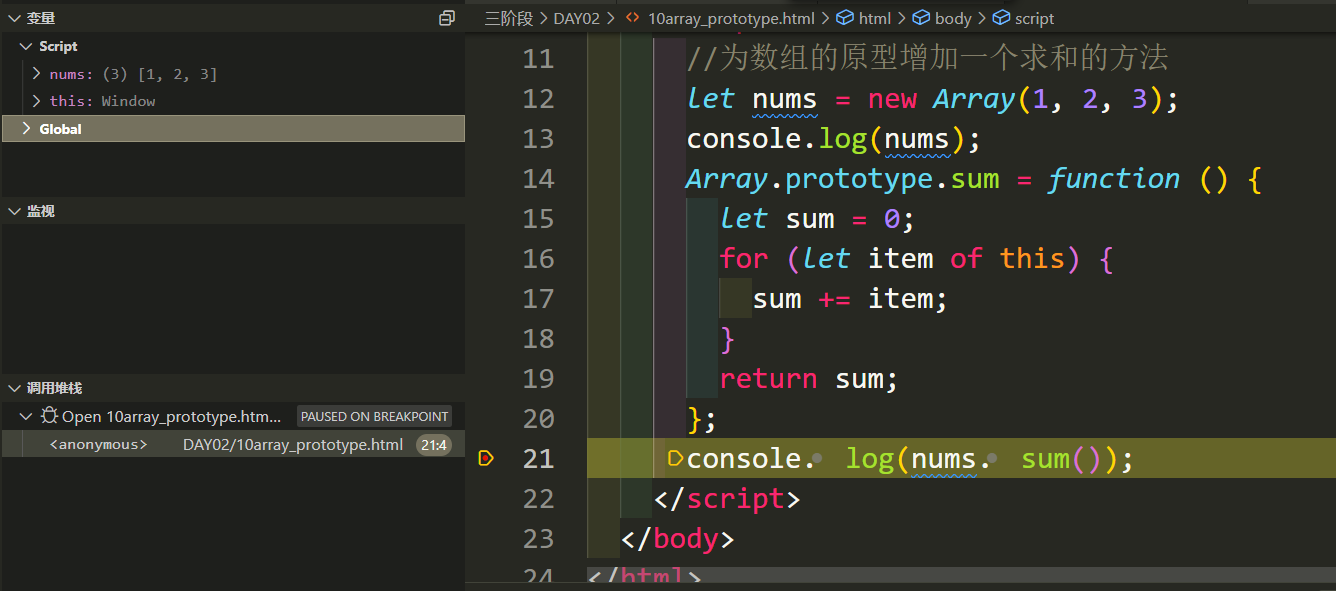 变量
Script
nums: (3) [1, 2, 3]
this: Window
Global
监视
调用堆栈
Open 10array_prototype.htm... PAUSED ON BREAKPOINT
<anonymous> DAY02/10array_prototype.html 21:4
三阶段 > DAY02 > <> 10array_prototype.html > html > body > script
11 //为数组的原型增加一个求和的方法
12 let nums = new Array(1, 2, 3);
13 console.log(nums);
14 Array.prototype.sum = function () {
15 let sum = 0;
16 for (let item of this) {
17 sum += item;
18 }
19 return sum;
20 };
21 console. log(nums. sum());
22 </script>
23 </body>
24 </html>